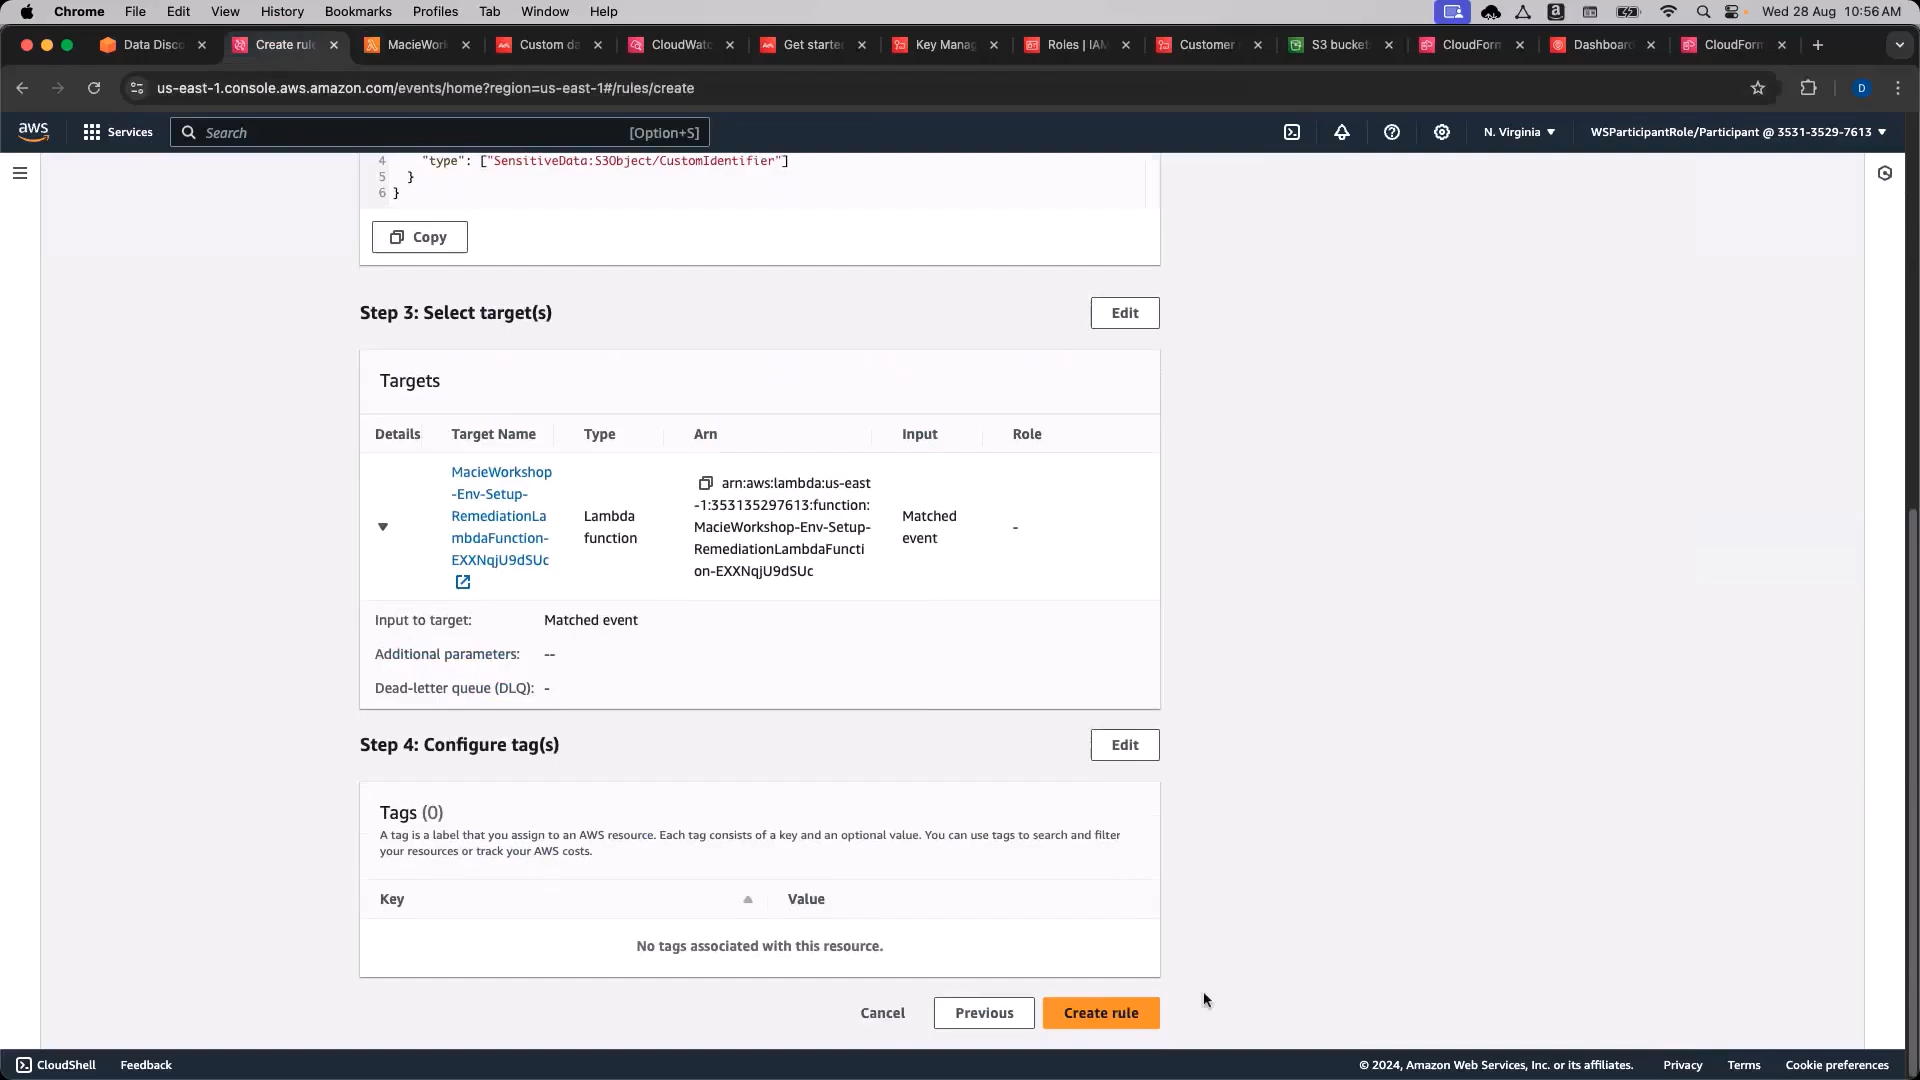 Chrome File Edit View History Bookmarks Profiles Tab Window Help Wed 28 Aug 10:56 AM
Data Disc Create rul MacieWork Custom da CloudWat Get starte Key Manag Roles | IAM Customer S3 bucket CloudForm Dashboard CloudForm
us-east-1.console.aws.amazon.com/events/home?region=us-east-1#/rules/create D
aws Services Search [Option+S] N. Virginia WSParticipantRole/Participant @ 3531-3529-7613
4 "type": ["SensitiveData:S3Object/CustomIdentifier"]
5 }
6 }
Copy
Step 3: Select target(s) Edit
Targets
Details Target Name Type Arn Input Role
MacieWorkshop
-Env-Setup-
RemediationLa
mbdaFunction-
EXXNqjU9dSUc
Lambda
function
arn:aws:lambda:us-east
-1:353135297613:function:
MacieWorkshop-Env-Setup-
RemediationLambdaFuncti
on-EXXNqjU9dSUc
Matched
event
-
Input to target: Matched event
Additional parameters: --
Dead-letter queue (DLQ): -
Step 4: Configure tag(s) Edit
Tags (0)
A tag is a label that you assign to an AWS resource. Each tag consists of a key and an optional value. You can use tags to search and filter
your resources or track your AWS costs.
Key Value
No tags associated with this resource.
Cancel Previous Create rule
CloudShell Feedback © 2024, Amazon Web Services, Inc. or its affiliates. Privacy Terms Cookie preferences